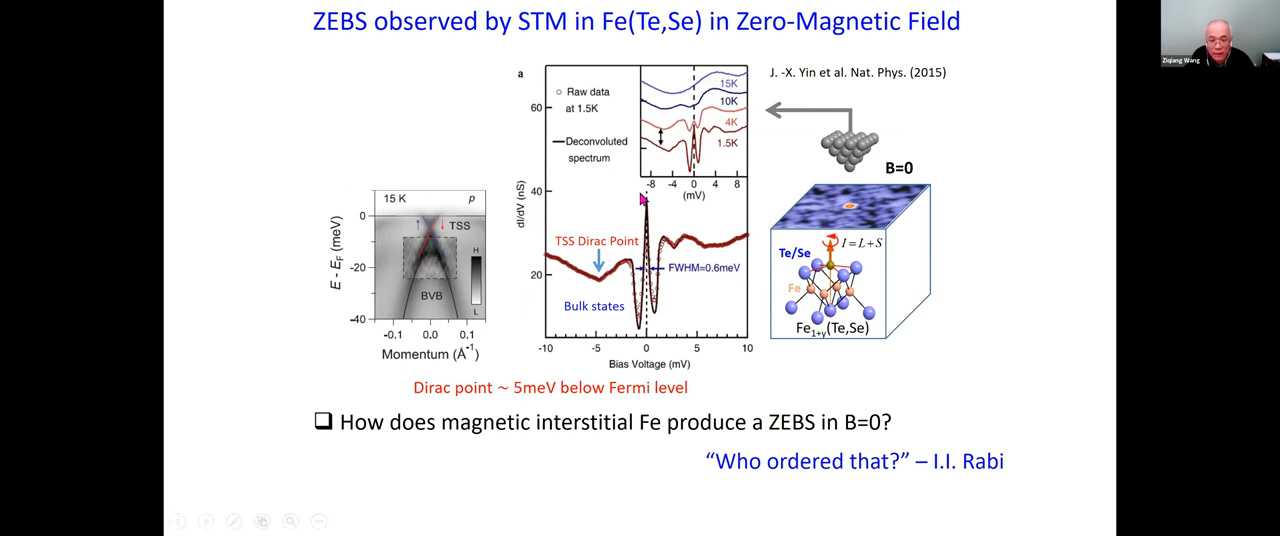 ZEBS observed by STM in Fe(Te,Se) in Zero-Magnetic Field
Ziqiang Wang
J. -X. Yin et al. Nat. Phys. (2015)
a
Raw data
at 1.5K
Deconvoluted
spectrum
15K
10K
4K
1.5K
-8 -4 0 4 8
(mV)
60
40
20
dI/dV (nS)
TSS Dirac Point
FWHM=0.6meV
Bulk states
-10 -5 0 5 10
Bias Voltage (mV)
B=0
Te/Se
I=L+S
Fe
Fe1+y(Te,Se)
15 K
p
TSS
BVB
H
L
0
-20
-40
E - EF (meV)
-0.1 0.0 0.1
Momentum (Å-1)
Dirac point ~ 5meV below Fermi level
❑ How does magnetic interstitial Fe produce a ZEBS in B=0?
“Who ordered that?” – I.I. Rabi